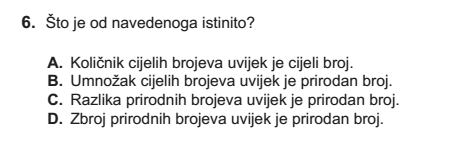 6. Što je od navedenoga istinito?
A. Količnik cijelih brojeva uvijek je cijeli broj.
B. Umnožak cijelih brojeva uvijek je prirodan broj.
C. Razlika prirodnih brojeva uvijek je prirodan broj.
D. Zbroj prirodnih brojeva uvijek je prirodan broj.